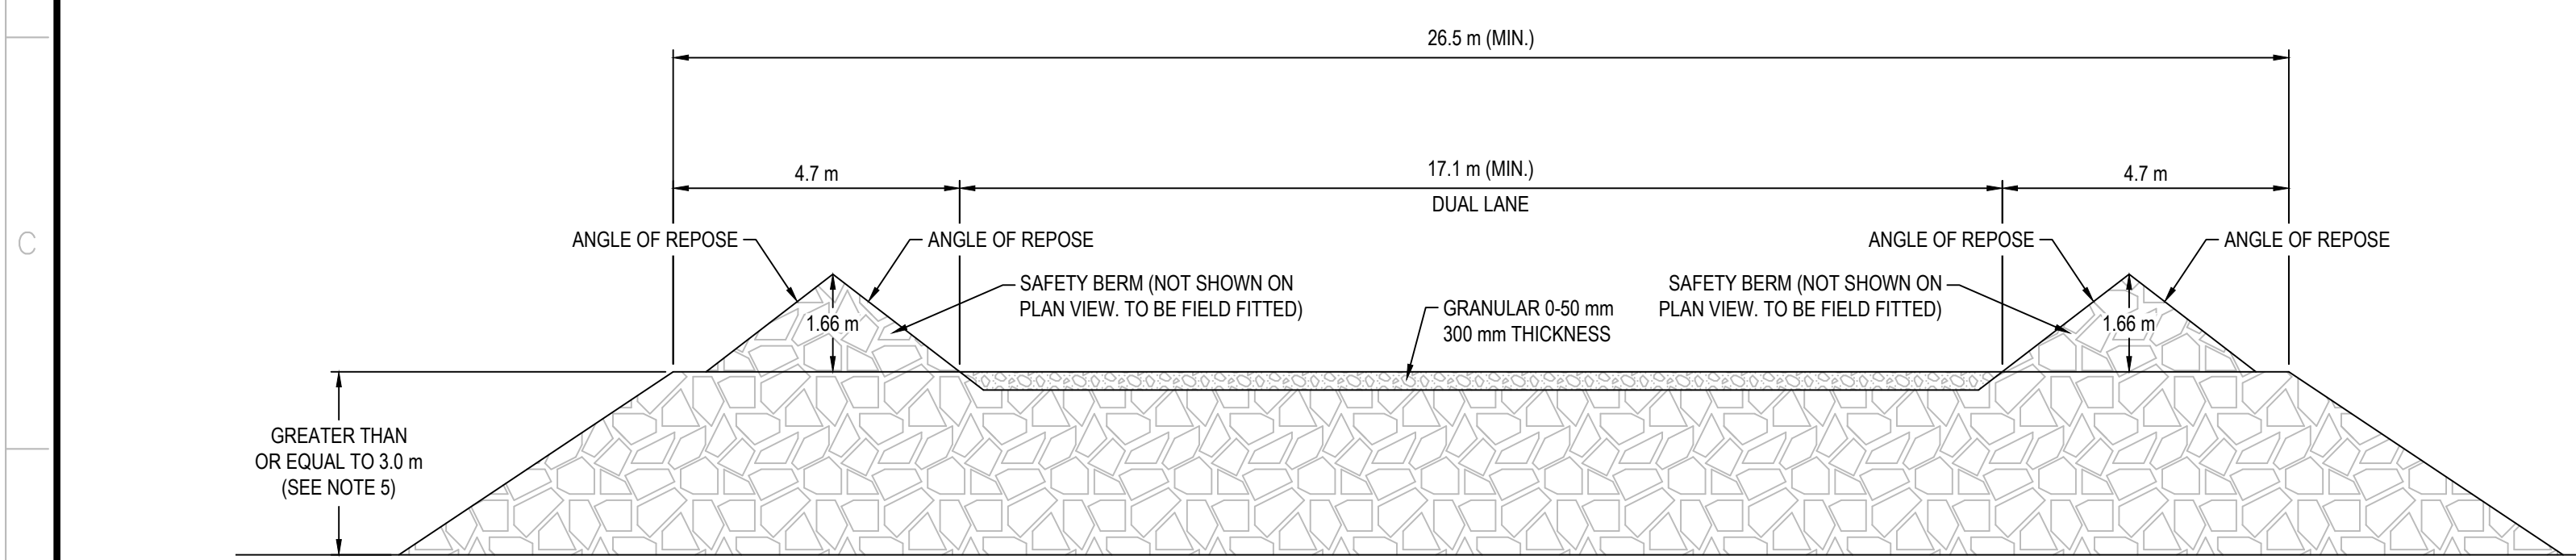 26.5 m (MIN.)
4.7 m
17.1 m (MIN.)
4.7 m
DUAL LANE
ANGLE OF REPOSE
ANGLE OF REPOSE
ANGLE OF REPOSE
ANGLE OF REPOSE
C
SAFETY BERM (NOT SHOWN ON
PLAN VIEW. TO BE FIELD FITTED)
SAFETY BERM (NOT SHOWN ON
PLAN VIEW. TO BE FIELD FITTED)
GRANULAR 0-50 mm
300 mm THICKNESS
1.66 m
1.66 m
GREATER THAN
OR EQUAL TO 3.0 m
(SEE NOTE 5)